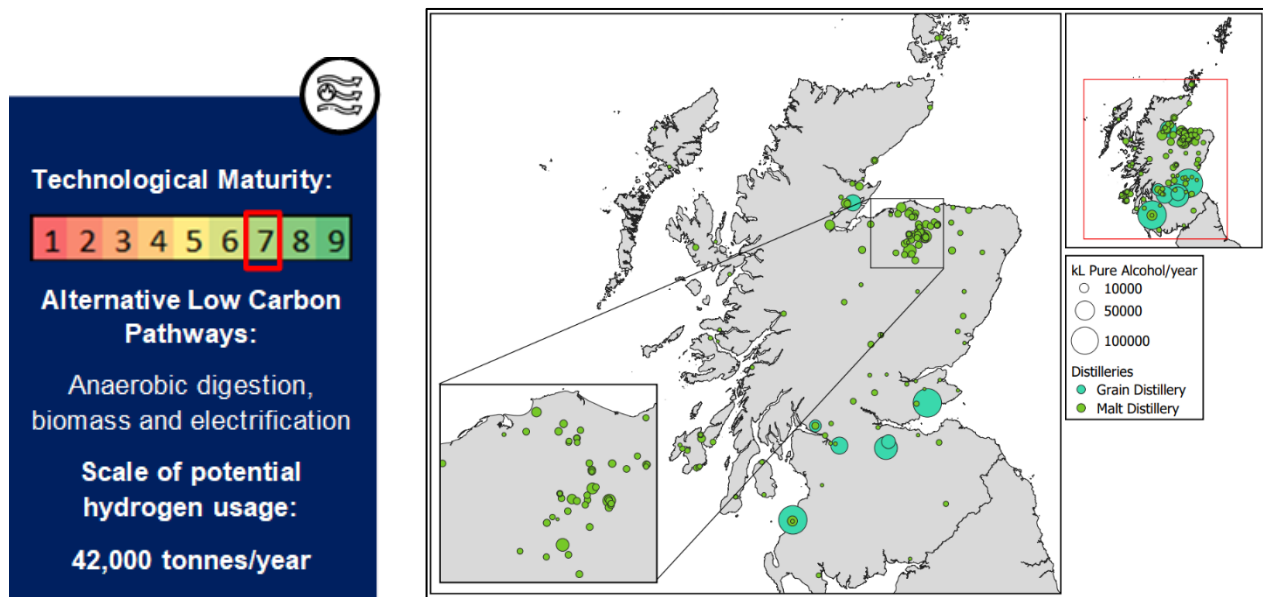 Technological Maturity:
1 2 3 4 5 6 7 8 9
Alternative Low Carbon
Pathways:
Anaerobic digestion,
biomass and electrification
Scale of potential
hydrogen usage:
42,000 tonnes/year
kL Pure Alcohol/year
10000
50000
100000
Distilleries
Grain Distillery
Malt Distillery